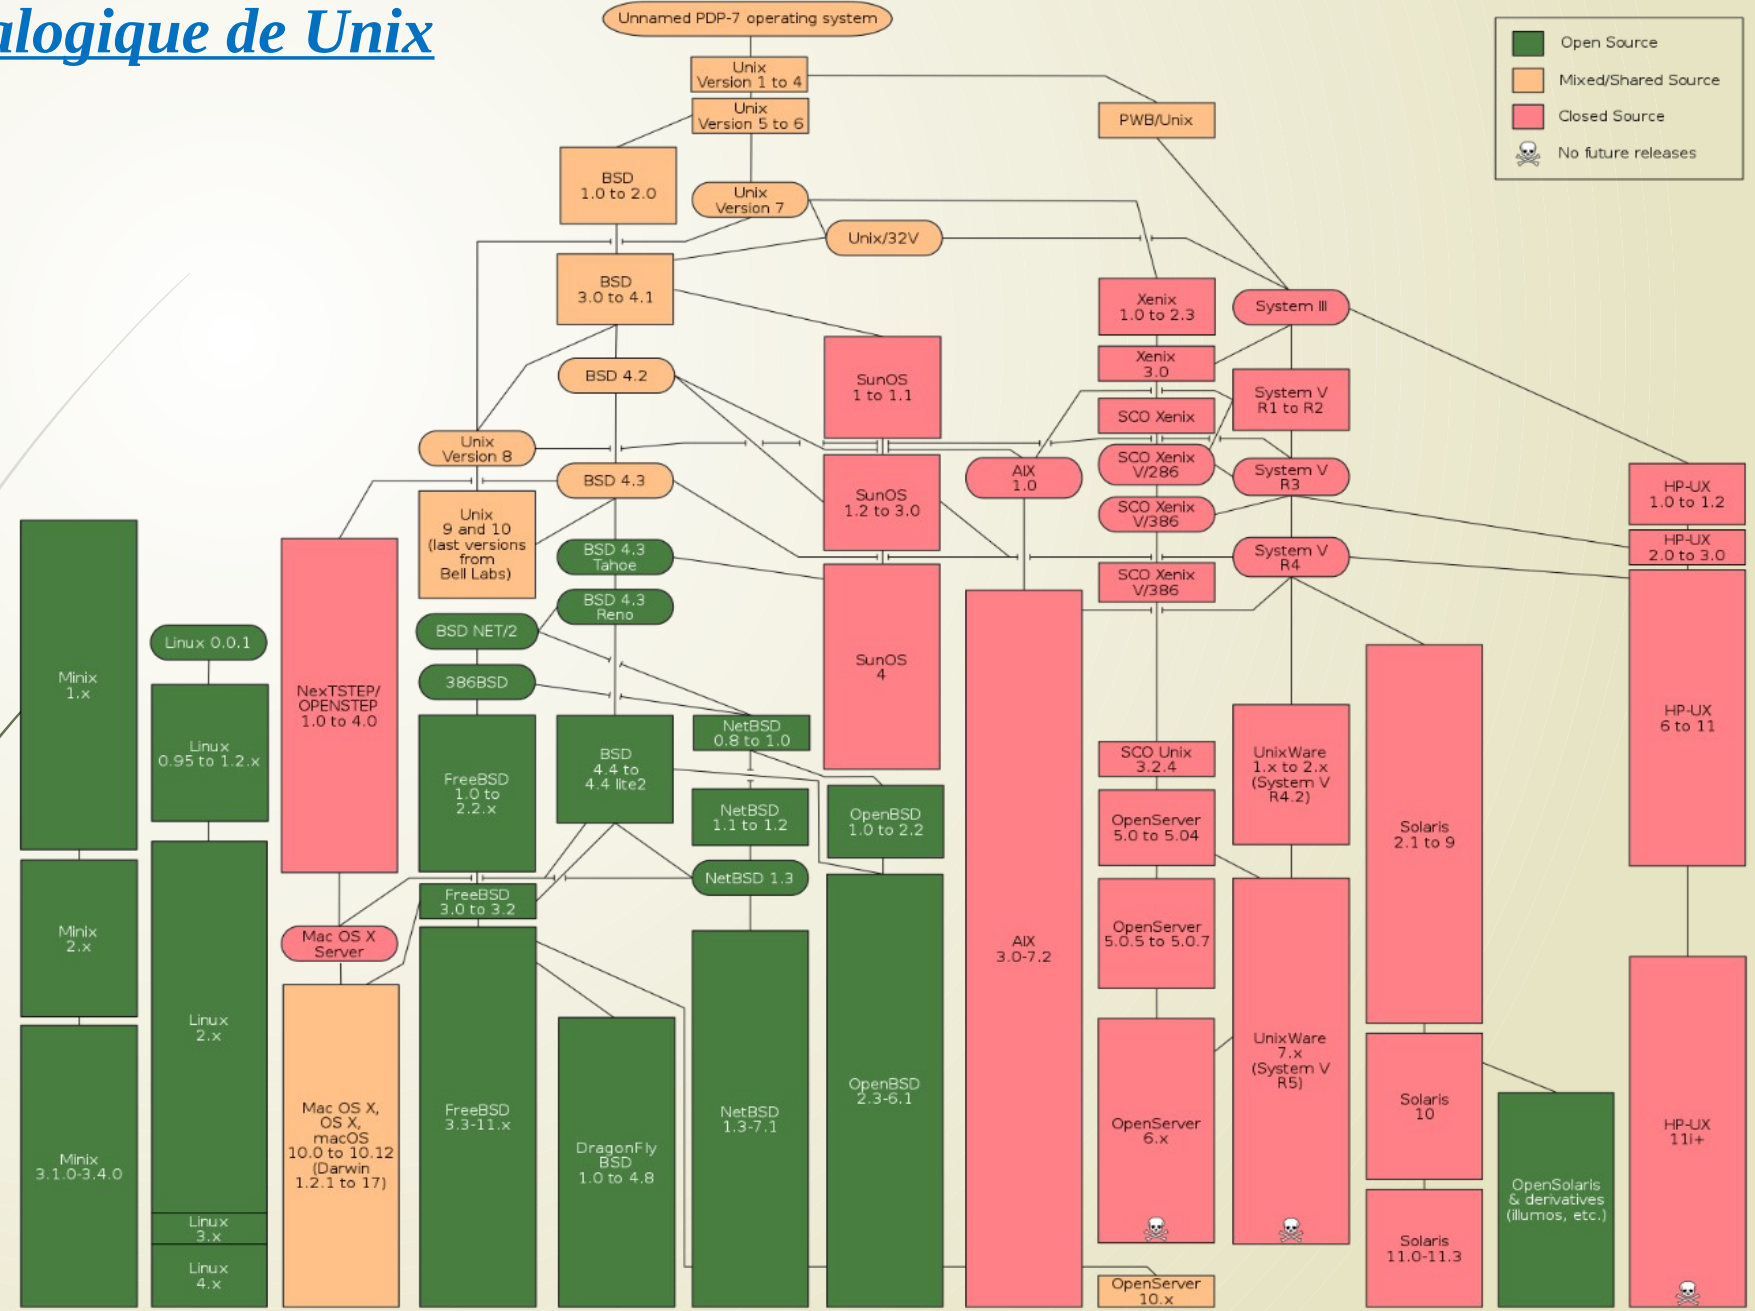 alogique de Unix
Unnamed PDP-7 operating system
Open Source
Mixed/Shared Source
Closed Source
No future releases
Unix
Version 1 to 4
Unix
Version 5 to 6
PWB/Unix
BSD
1.0 to 2.0
Unix
Version 7
Unix/32V
BSD
3.0 to 4.1
Xenix
1.0 to 2.3
System III
Xenix
3.0
BSD 4.2
SunOS
1 to 1.1
System V
R1 to R2
SCO Xenix
Unix
Version 8
SCO Xenix
V/286
System V
R3
AIX
1.0
BSD 4.3
SunOS
1.2 to 3.0
HP-UX
1.0 to 1.2
SCO Xenix
V/386
Unix
9 and 10
(last versions
from
Bell Labs)
BSD 4.3
Tahoe
System V
R4
HP-UX
2.0 to 3.0
SCO Xenix
V/386
BSD 4.3
Reno
BSD NET/2
Linux 0.0.1
Minix
1.x
386BSD
NexTSTEP/
OPENSTEP
1.0 to 4.0
SunOS
4
HP-UX
6 to 11
Linux
0.95 to 1.2.x
NetBSD
0.8 to 1.0
BSD
4.4 to
4.4 lite2
SCO Unix
3.2.4
UnixWare
1.x to 2.x
(System V
R4.2)
FreeBSD
1.0 to
2.2.x
NetBSD
1.1 to 1.2
OpenBSD
1.0 to 2.2
OpenServer
5.0 to 5.04
Solaris
2.1 to 9
NetBSD 1.3
FreeBSD
3.0 to 3.2
Minix
2.x
Mac OS X
Server
AIX
3.0-7.2
OpenServer
5.0.5 to 5.0.7
Linux
2.x
UnixWare
7.x
(System V
R5)
OpenBSD
2.3-6.1
Mac OS X,
OS X,
macOS
10.0 to 10.12
(Darwin
1.2.1 to 17)
FreeBSD
3.3-11.x
NetBSD
1.3-7.1
OpenServer
6.x
Solaris
10
HP-UX
11i+
Minix
3.1.0-3.4.0
DragonFly
BSD
1.0 to 4.8
OpenSolaris
& derivatives
(illumos, etc.)
Linux
3.x
Solaris
11.0-11.3
Linux
4.x
OpenServer
10.x